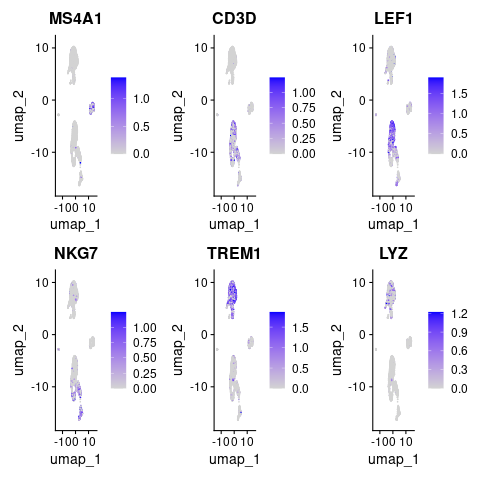 MS4A1 CD3D LEF1
10 10 10
0 0 0
-10 -10 -10
umap_2 umap_2 umap_2
1.0 0.5 0.0
1.00 0.75 0.50 0.25 0.00
1.5 1.0 0.5 0.0
-100 10 -100 10 -100 10
umap_1 umap_1 umap_1
NKG7 TREM1 LYZ
10 10 10
0 0 0
-10 -10 -10
umap_2 umap_2 umap_2
1.00 0.75 0.50 0.25 0.00
1.5 1.0 0.5 0.0
1.2 0.9 0.6 0.3 0.0
-100 10 -100 10 -100 10
umap_1 umap_1 umap_1